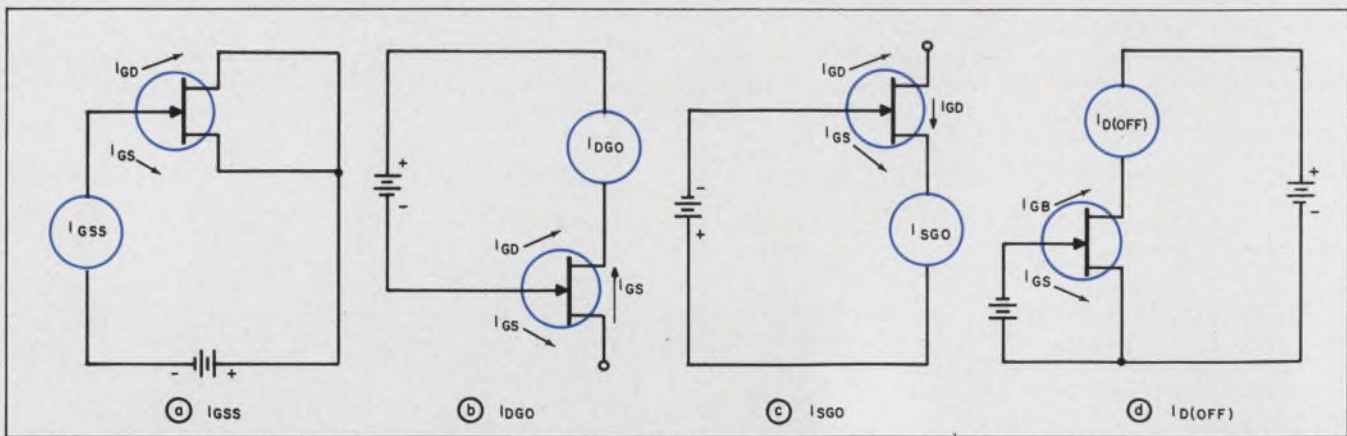 IGD
IGS
IGSS
- +
ⓐ IGSS
+
-
IDGO
IGD
IGS
IGS
ⓑ IDGO
IGD
IGD
IGS
-
+
ISGO
ⓒ ISGO
ID(OFF)
+
-
IGB
IGS
ⓓ ID(OFF)